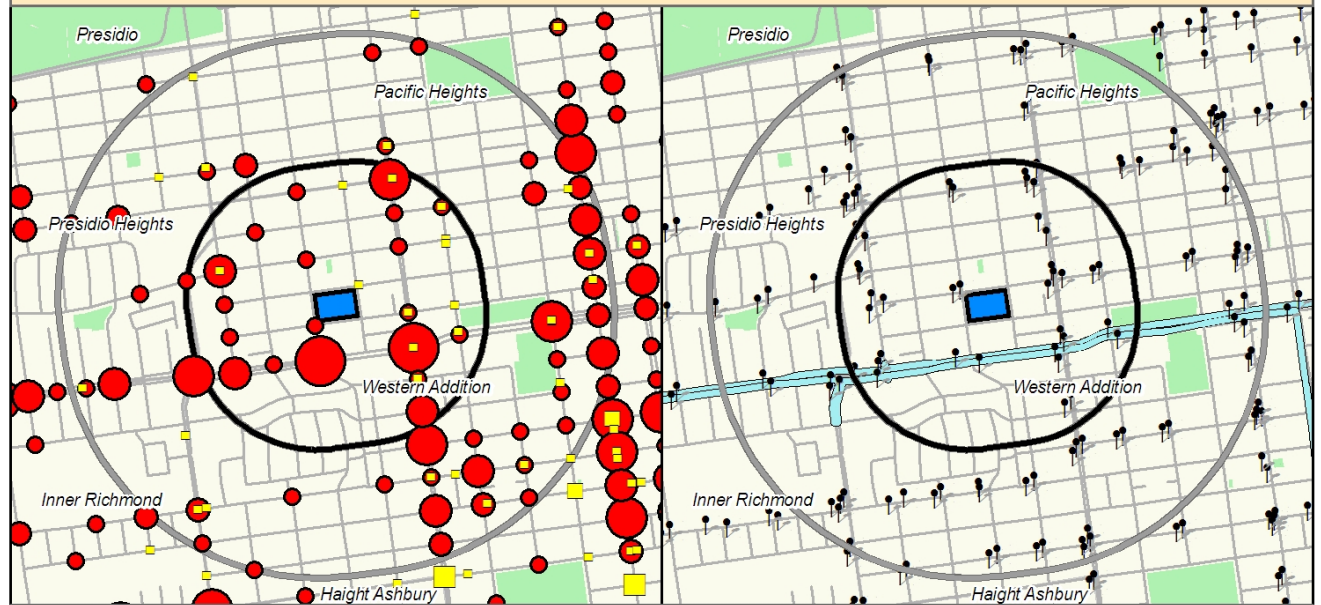 Presidio
Pacific Heights
Presidio Heights
Western Addition
Inner Richmond
Haight Ashbury
Presidio
Pacific Heights
Presidio Heights
Western Addition
Inner Richmond
Haight Ashbury